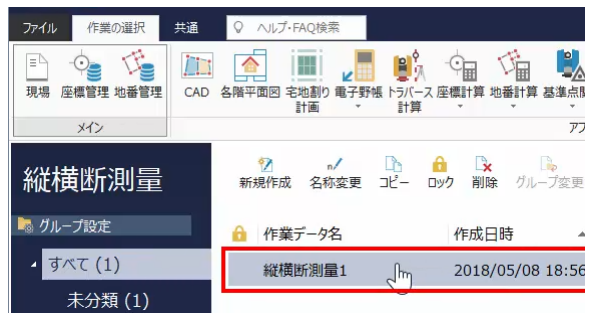 ファイル 作業の選択 共通 ヘルプ・FAQ検索
現場 座標管理 地番管理 CAD 各階平面図 宅地割り計画 電子野帳 トラバース計算 座標計算 地番計算 基準点
メイン
縦横断測量
新規作成 名称変更 コピー ロック 削除 グループ変更
グループ設定
作業データ名 作成日時
すべて (1)
縦横断測量1 2018/05/08 18:56
未分類 (1)